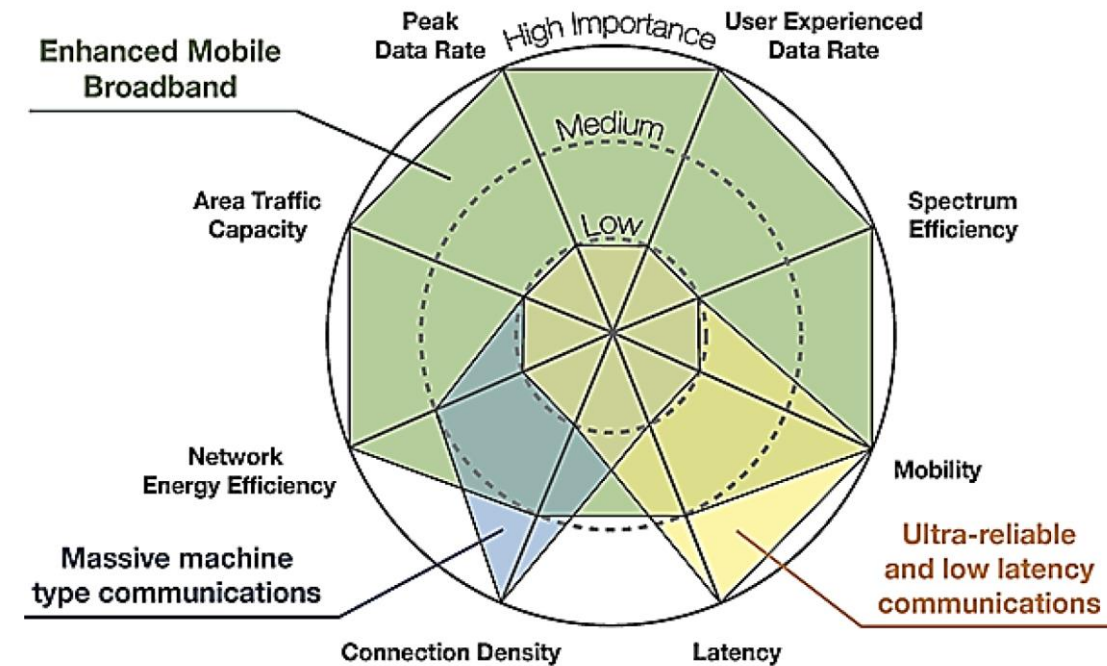 Peak
Data Rate
High Importance
User Experienced
Data Rate
Enhanced Mobile
Broadband
Medium
Area Traffic
Capacity
Low
Spectrum
Efficiency
Network
Energy Efficiency
Mobility
Massive machine
type communications
Ultra-reliable
and low latency
communications
Connection Density
Latency